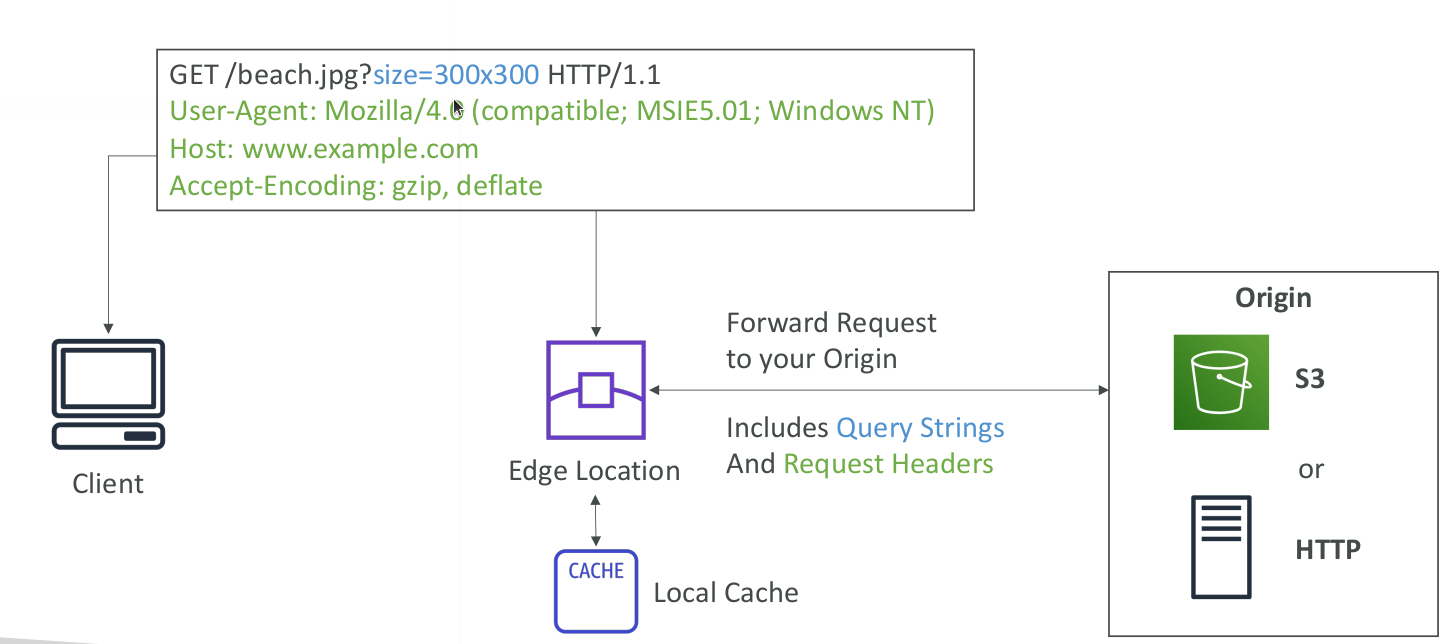 GET /beach.jpg?size=300x300 HTTP/1.1
User-Agent: Mozilla/4.0 (compatible; MSIE5.01; Windows NT)
Host: www.example.com
Accept-Encoding: gzip, deflate
Origin
Forward Request
to your Origin
S3
Includes Query Strings
And Request Headers
Edge Location
Client
or
HTTP
CACHE
Local Cache